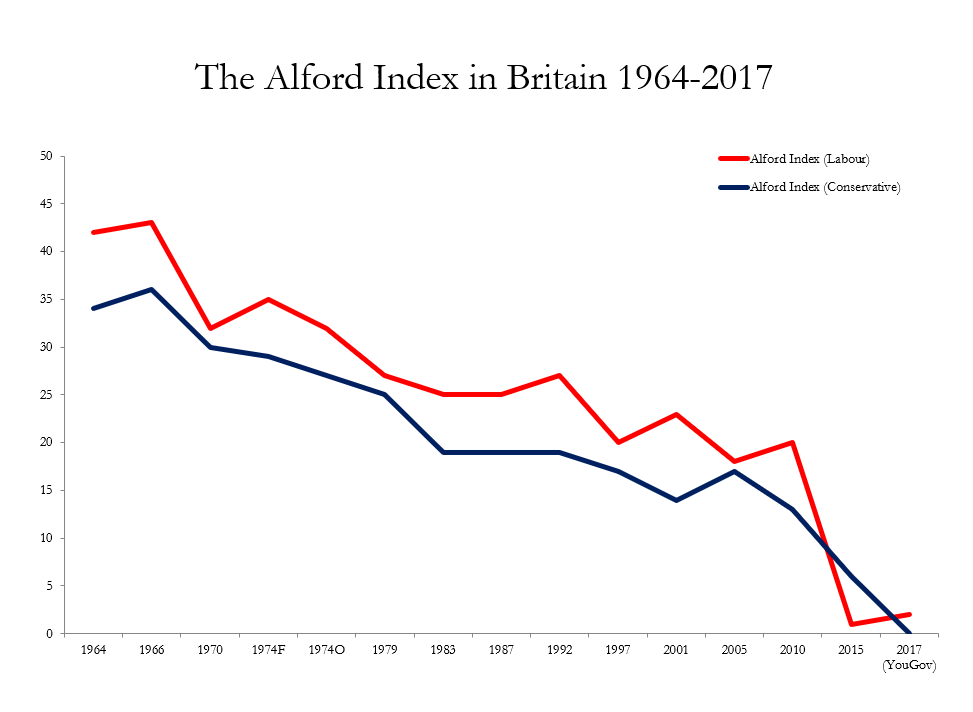 The Alford Index in Britain 1964-2017
Alford Index (Labour)
Alford Index (Conservative)
50
45
40
35
30
25
20
15
10
5
0
1964 1966 1970 1974F 1974O 1979 1983 1987 1992 1997 2001 2005 2010 2015 2017
(YouGov)